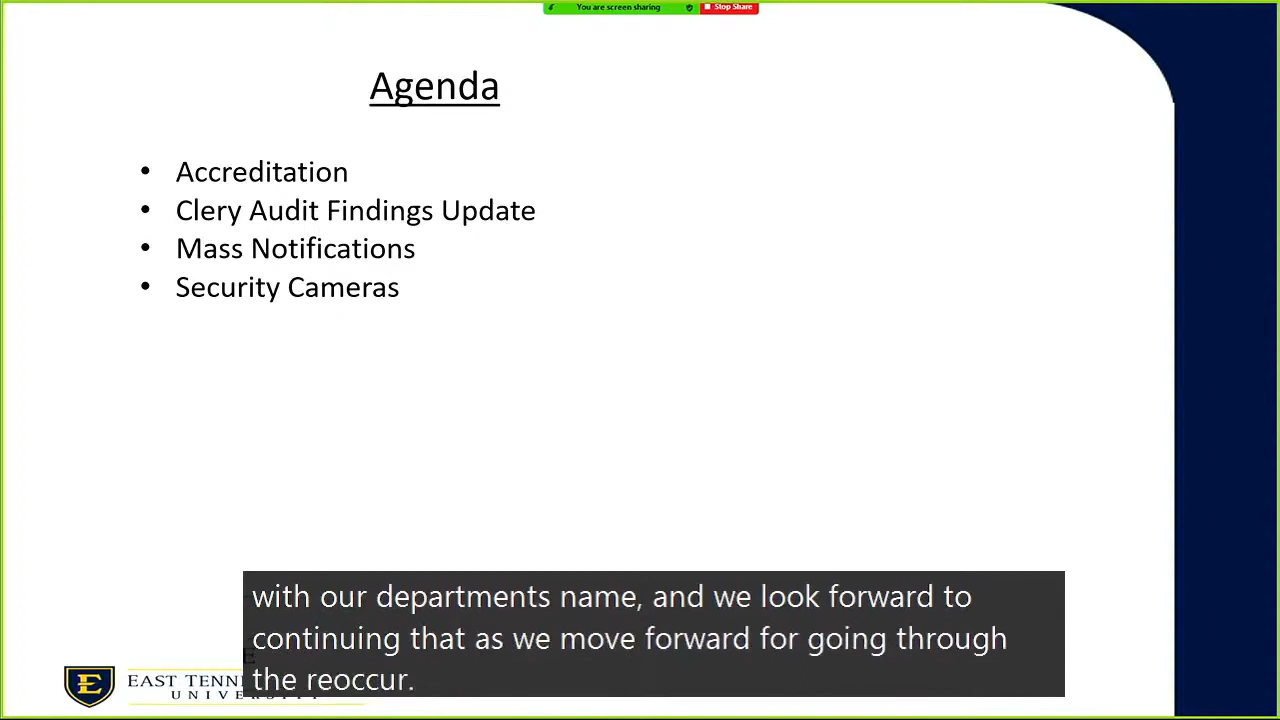 You are screen sharing
Stop Share
Agenda
• Accreditation
• Clery Audit Findings Update
• Mass Notifications
• Security Cameras
with our departments name, and we look forward to
continuing that as we move forward for going through
the reoccur.
E
EAST TENN
UNIVERSITY